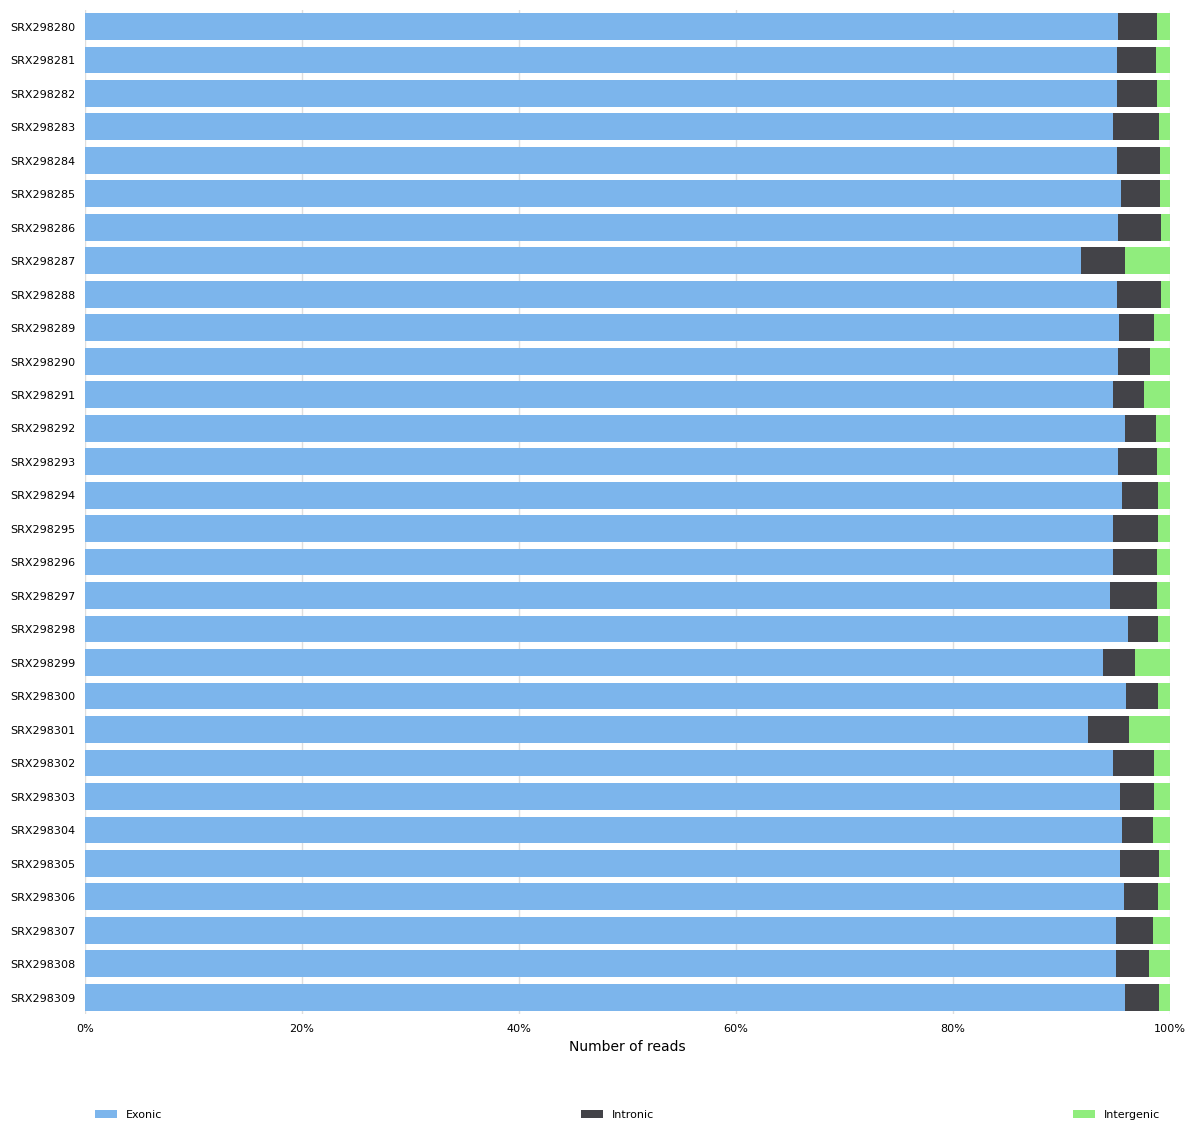 SRX298280
SRX298281
SRX298282
SRX298283
SRX298284
SRX298285
SRX298286
SRX298287
SRX298288
SRX298289
SRX298290
SRX298291
SRX298292
SRX298293
SRX298294
SRX298295
SRX298296
SRX298297
SRX298298
SRX298299
SRX298300
SRX298301
SRX298302
SRX298303
SRX298304
SRX298305
SRX298306
SRX298307
SRX298308
SRX298309
0% 20% 40% 60% 80% 100%
Number of reads
Exonic Intronic Intergenic